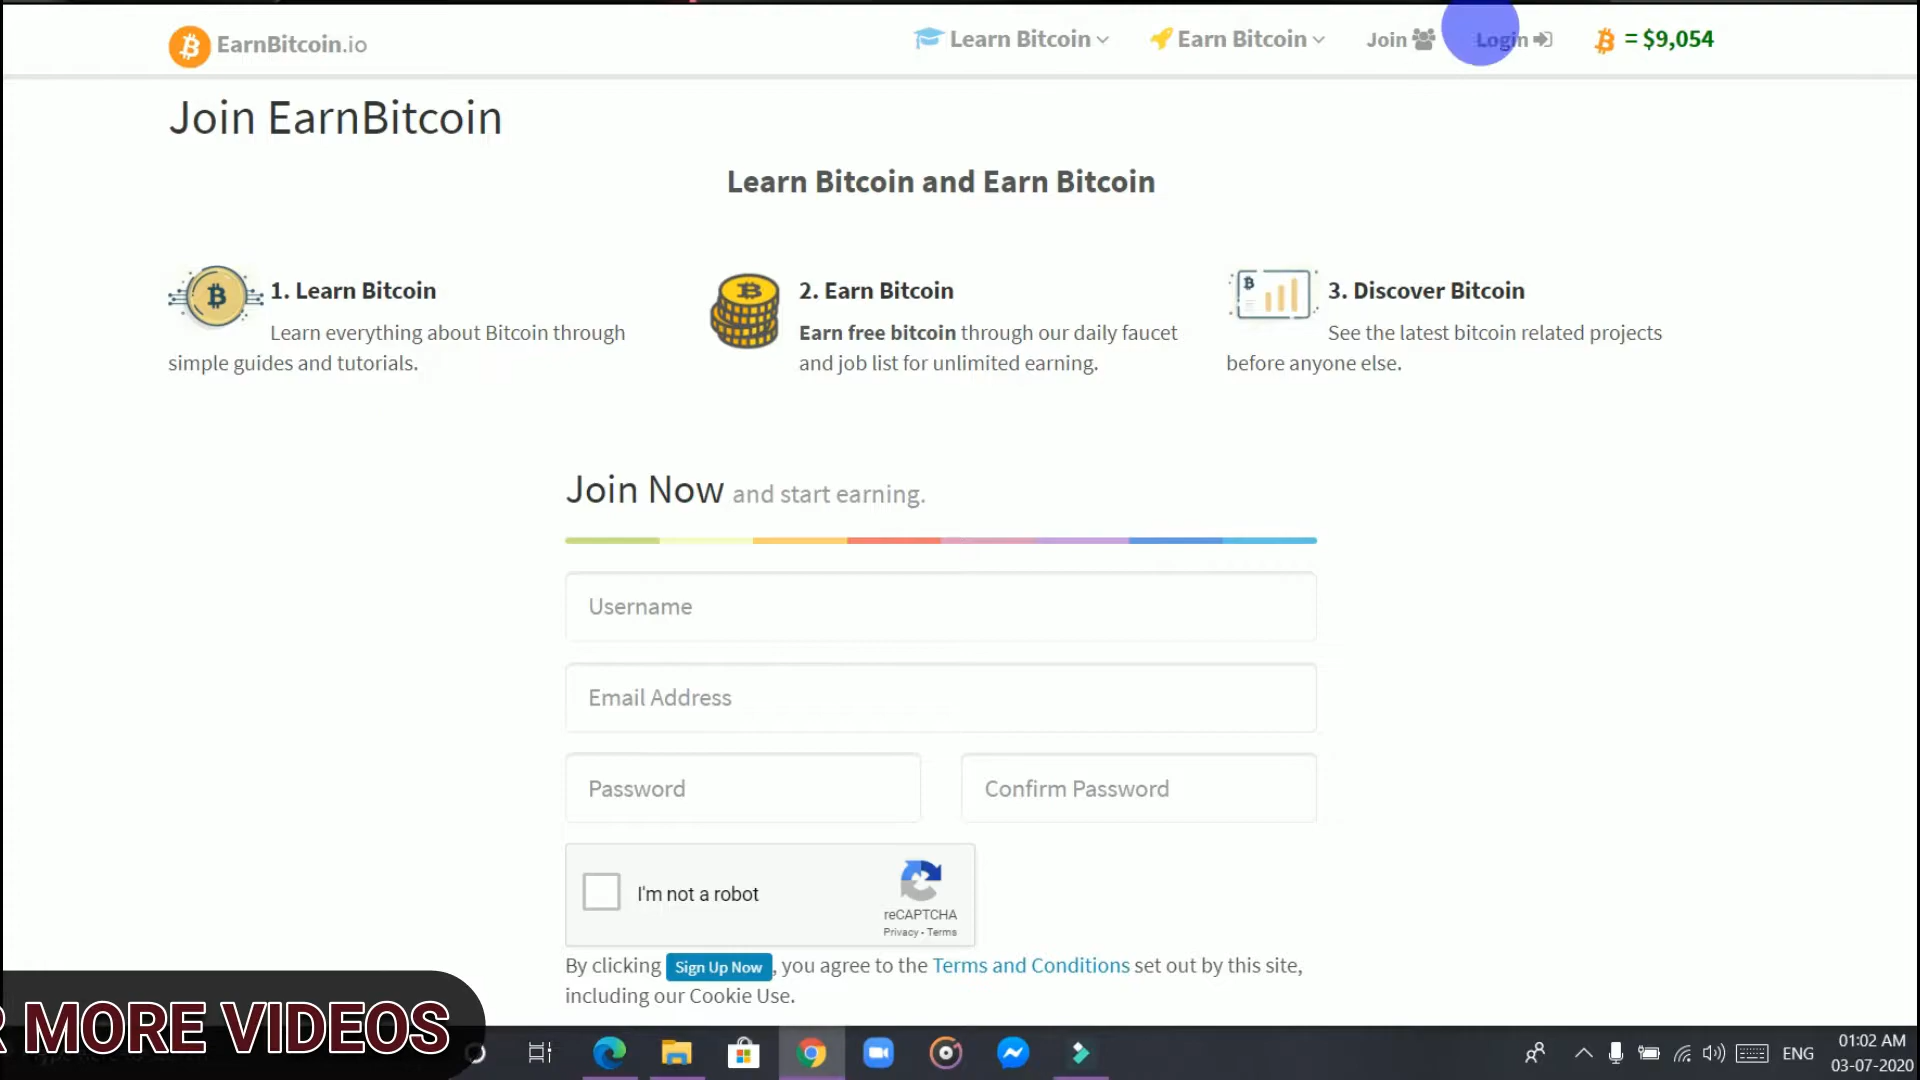 EarnBitcoin.io
Learn Bitcoin
Earn Bitcoin
Join
Login
= $9,054
Join EarnBitcoin
Learn Bitcoin and Earn Bitcoin
1. Learn Bitcoin
Learn everything about Bitcoin through
simple guides and tutorials.
2. Earn Bitcoin
Earn free bitcoin through our daily faucet
and job list for unlimited earning.
3. Discover Bitcoin
See the latest bitcoin related projects
before anyone else.
Join Now and start earning.
Username
Email Address
Password
Confirm Password
I'm not a robot
reCAPTCHA
Privacy - Terms
By clicking Sign Up Now, you agree to the Terms and Conditions set out by this site,
including our Cookie Use.
R MORE VIDEOS
ENG
01:02 AM
03-07-2020